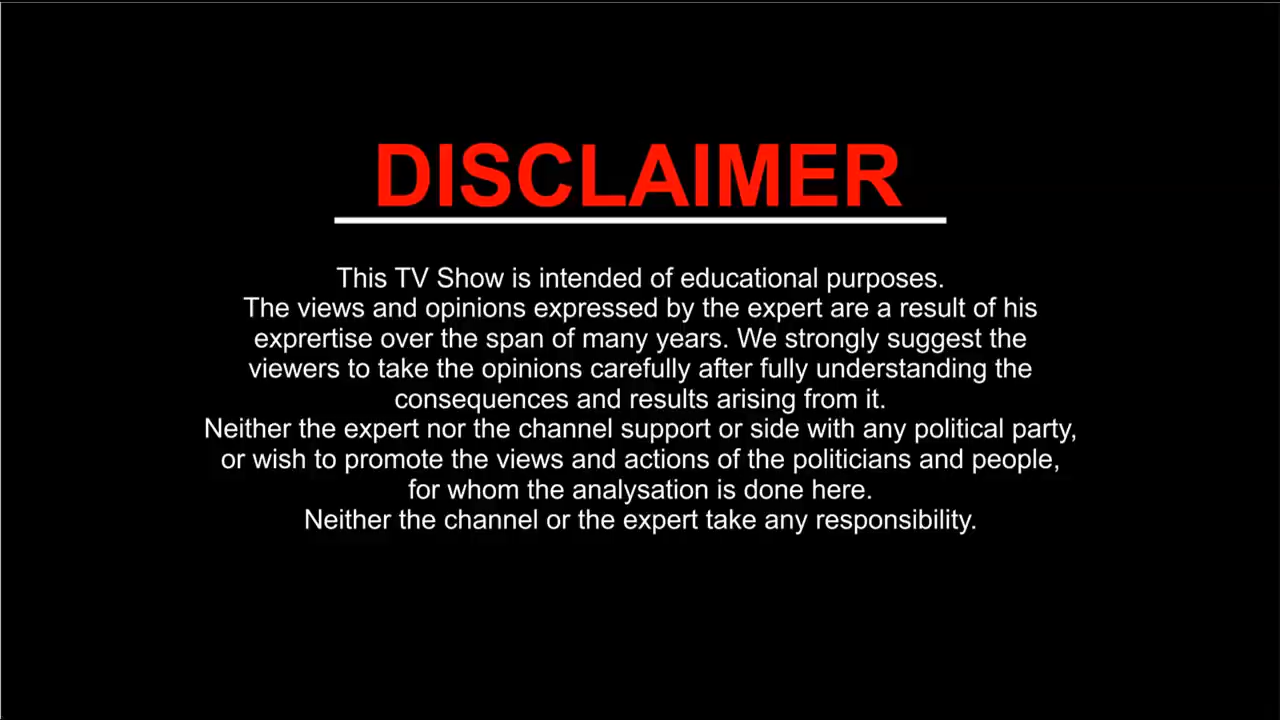 DISCLAIMER
This TV Show is intended of educational purposes.
The views and opinions expressed by the expert are a result of his
exprertise over the span of many years. We strongly suggest the
viewers to take the opinions carefully after fully understanding the
consequences and results arising from it.
Neither the expert nor the channel support or side with any political party,
or wish to promote the views and actions of the politicians and people,
for whom the analysation is done here.
Neither the channel or the expert take any responsibility.